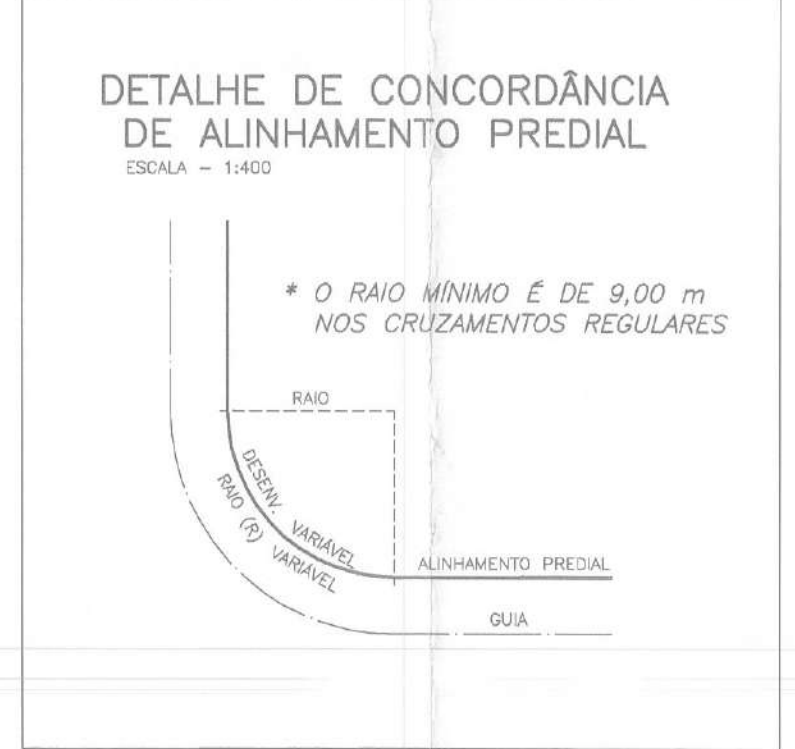 DETALHE DE CONCORDÂNCIA
DE ALINHAMENTO PREDIAL
ESCALA - 1:400
* O RAIO MÍNIMO É DE 9,00 m
NOS CRUZAMENTOS REGULARES
RAIO
DESENV. VARIÁVEL
RAIO (R) VARIÁVEL
ALINHAMENTO PREDIAL
GUIA